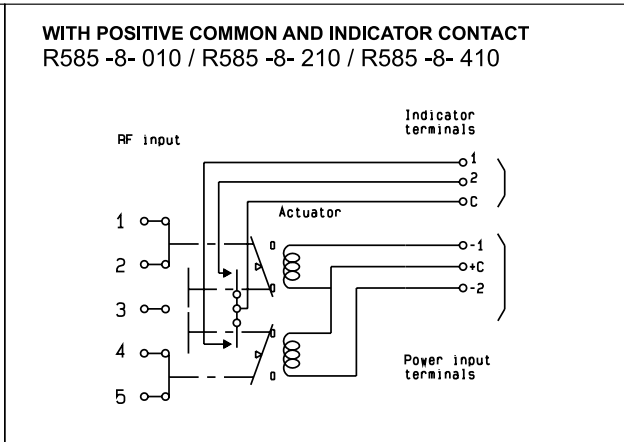 WITH POSITIVE COMMON AND INDICATOR CONTACT
R585 -8- 010 / R585 -8- 210 / R585 -8- 410
Indicator
terminals
RF input
1
2
C
Actuator
1
2
3
4
5
-1
+C
-2
Power input
terminals